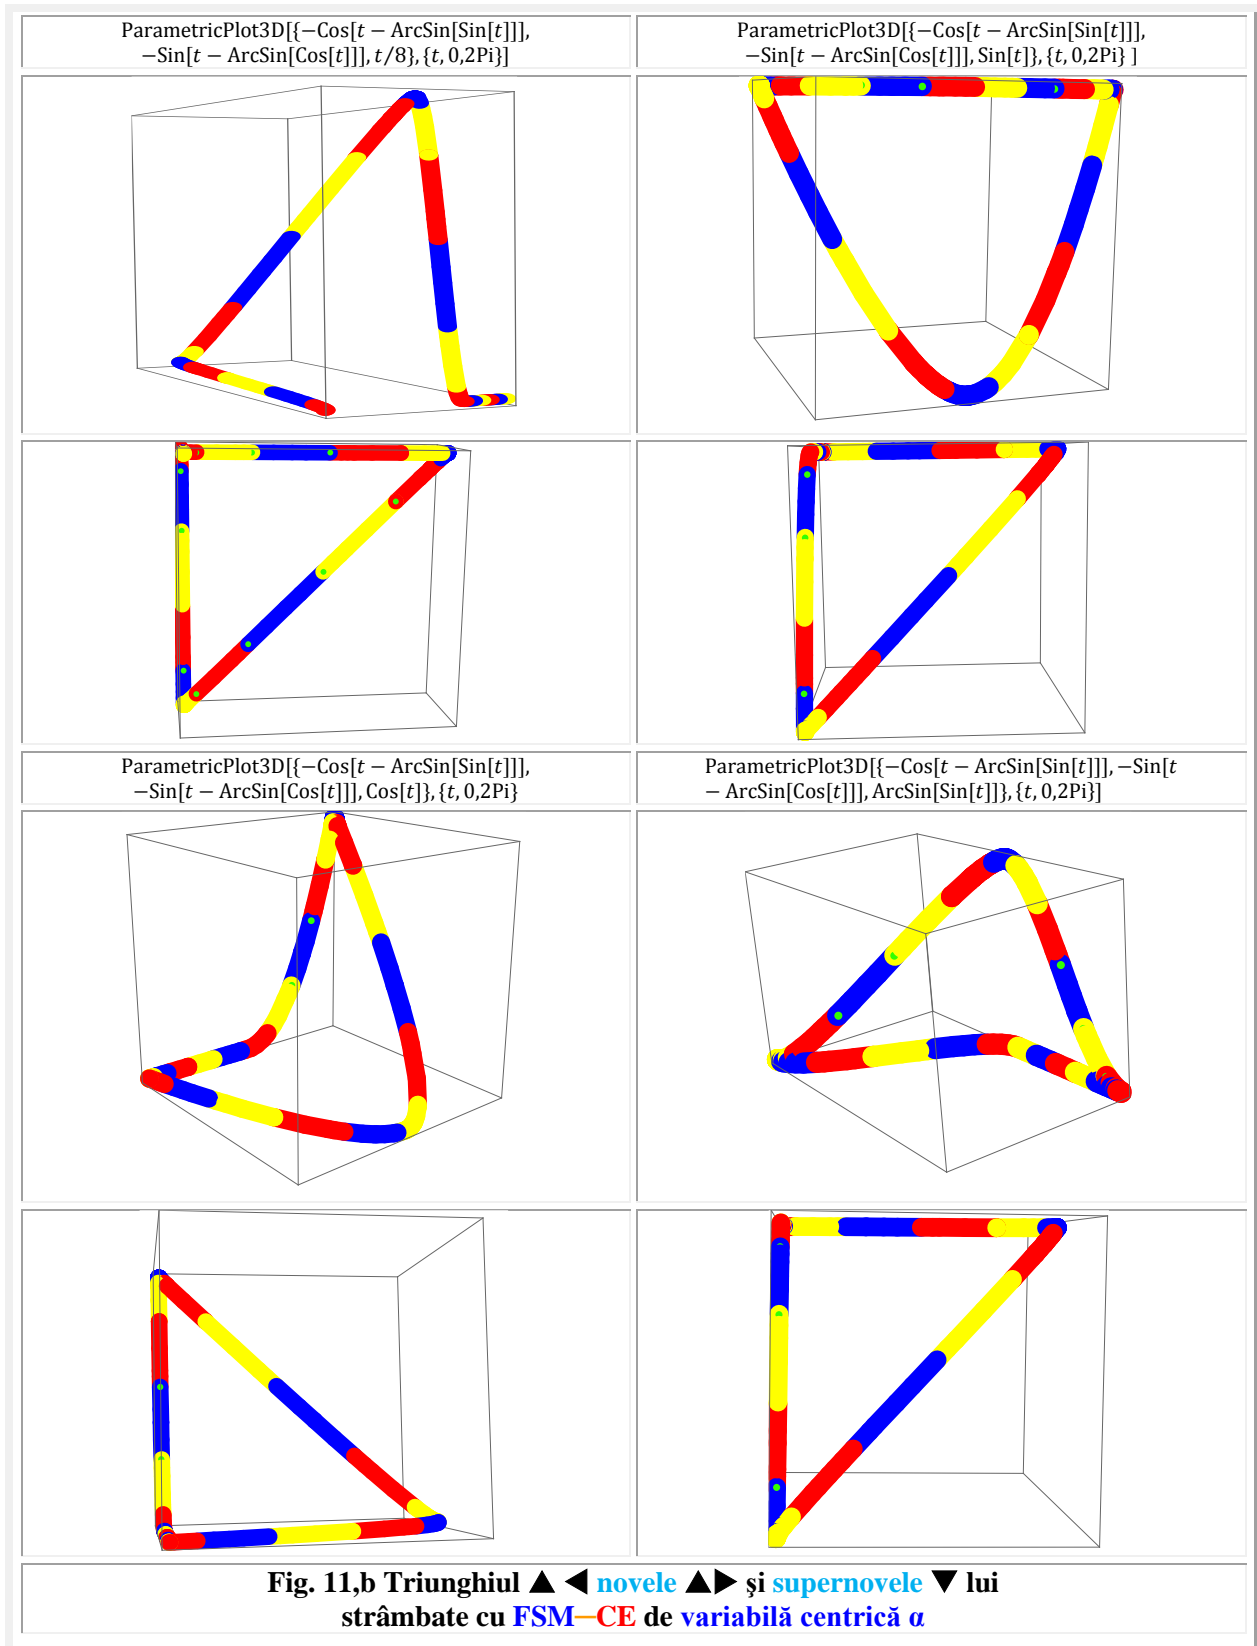 ParametricPlot3D[{−Cos[t − ArcSin[Sin[t]]],
−Sin[t − ArcSin[Cos[t]]], t/8}, {t, 0,2Pi}]
ParametricPlot3D[{−Cos[t − ArcSin[Sin[t]]],
−Sin[t − ArcSin[Cos[t]]], Sin[t]}, {t, 0,2Pi} ]
ParametricPlot3D[{−Cos[t − ArcSin[Sin[t]]],
−Sin[t − ArcSin[Cos[t]]], Cos[t]}, {t, 0,2Pi}
ParametricPlot3D[{−Cos[t − ArcSin[Sin[t]]], −Sin[t
− ArcSin[Cos[t]]], ArcSin[Sin[t]]}, {t, 0,2Pi}]
Fig. 11,b Triunghiul ▲ ◀ novele ▲▶ şi supernovele ▼ lui
strâmbate cu FSM—CE de variabilă centrică α